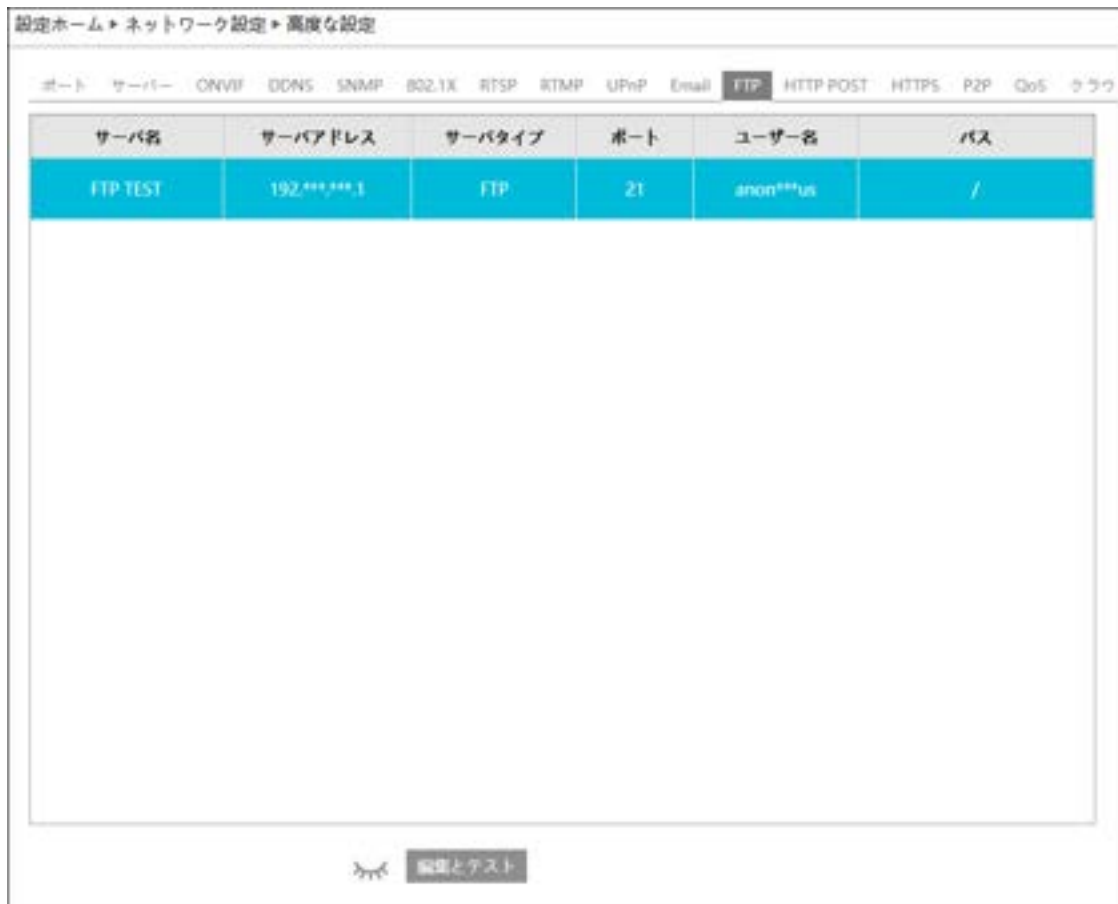 設定ホーム ▸ ネットワーク設定 ▸ 高度な設定
ポート サーバー ONVIF DDNS SNMP 802.1X RTSP RTMP UPnP Email FTP HTTP POST HTTPS P2P QoS クラウ
サーバ名 サーバアドレス サーバタイプ ポート ユーザー名 パス
FTP TEST 192.***.***.1 FTP 21 anon***us /
編集とテスト